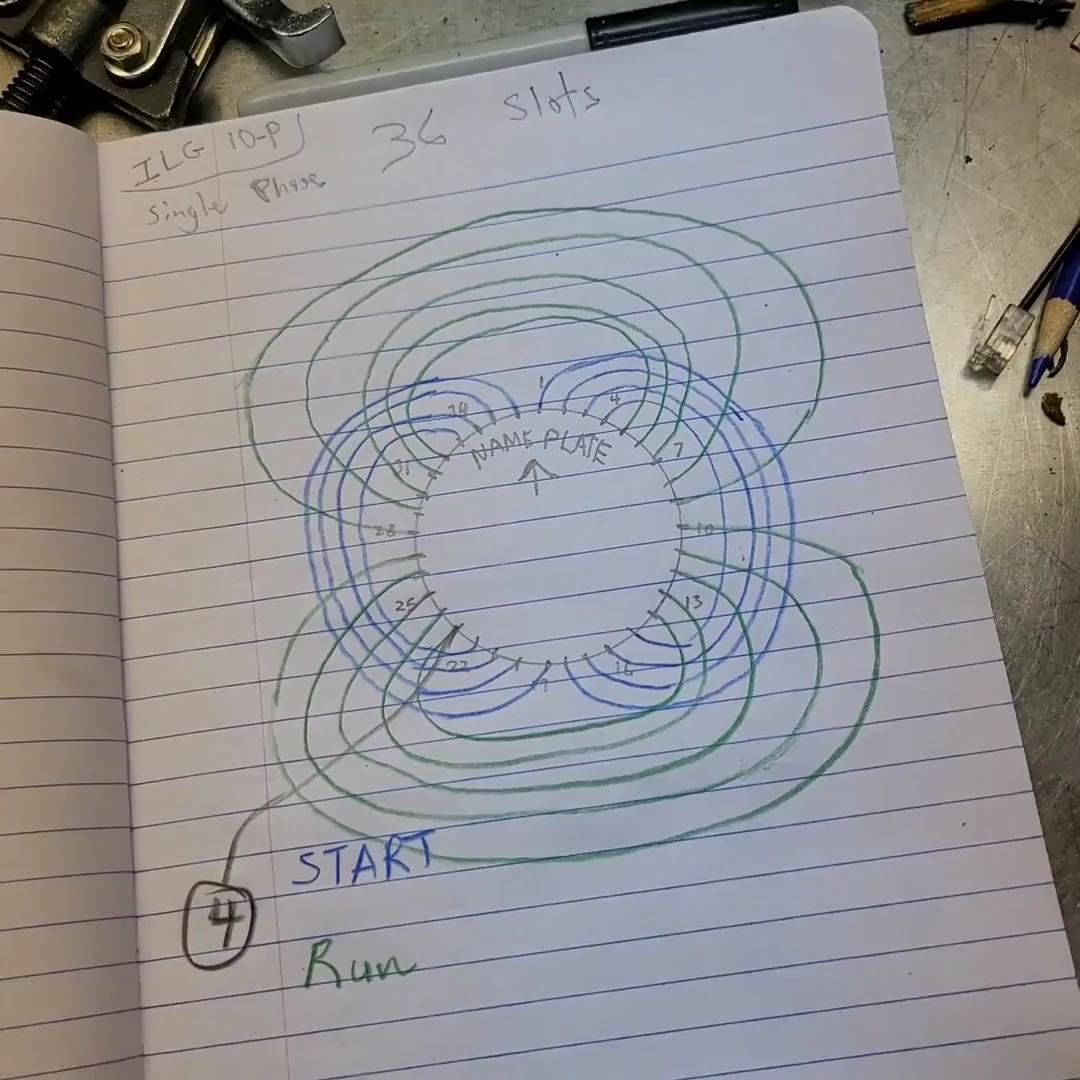 ILG 10-P 36 Slots
Single Phase
1
34 4
NAME PLATE
31 7
28 10
25 13
22 16
19
START
4
Run